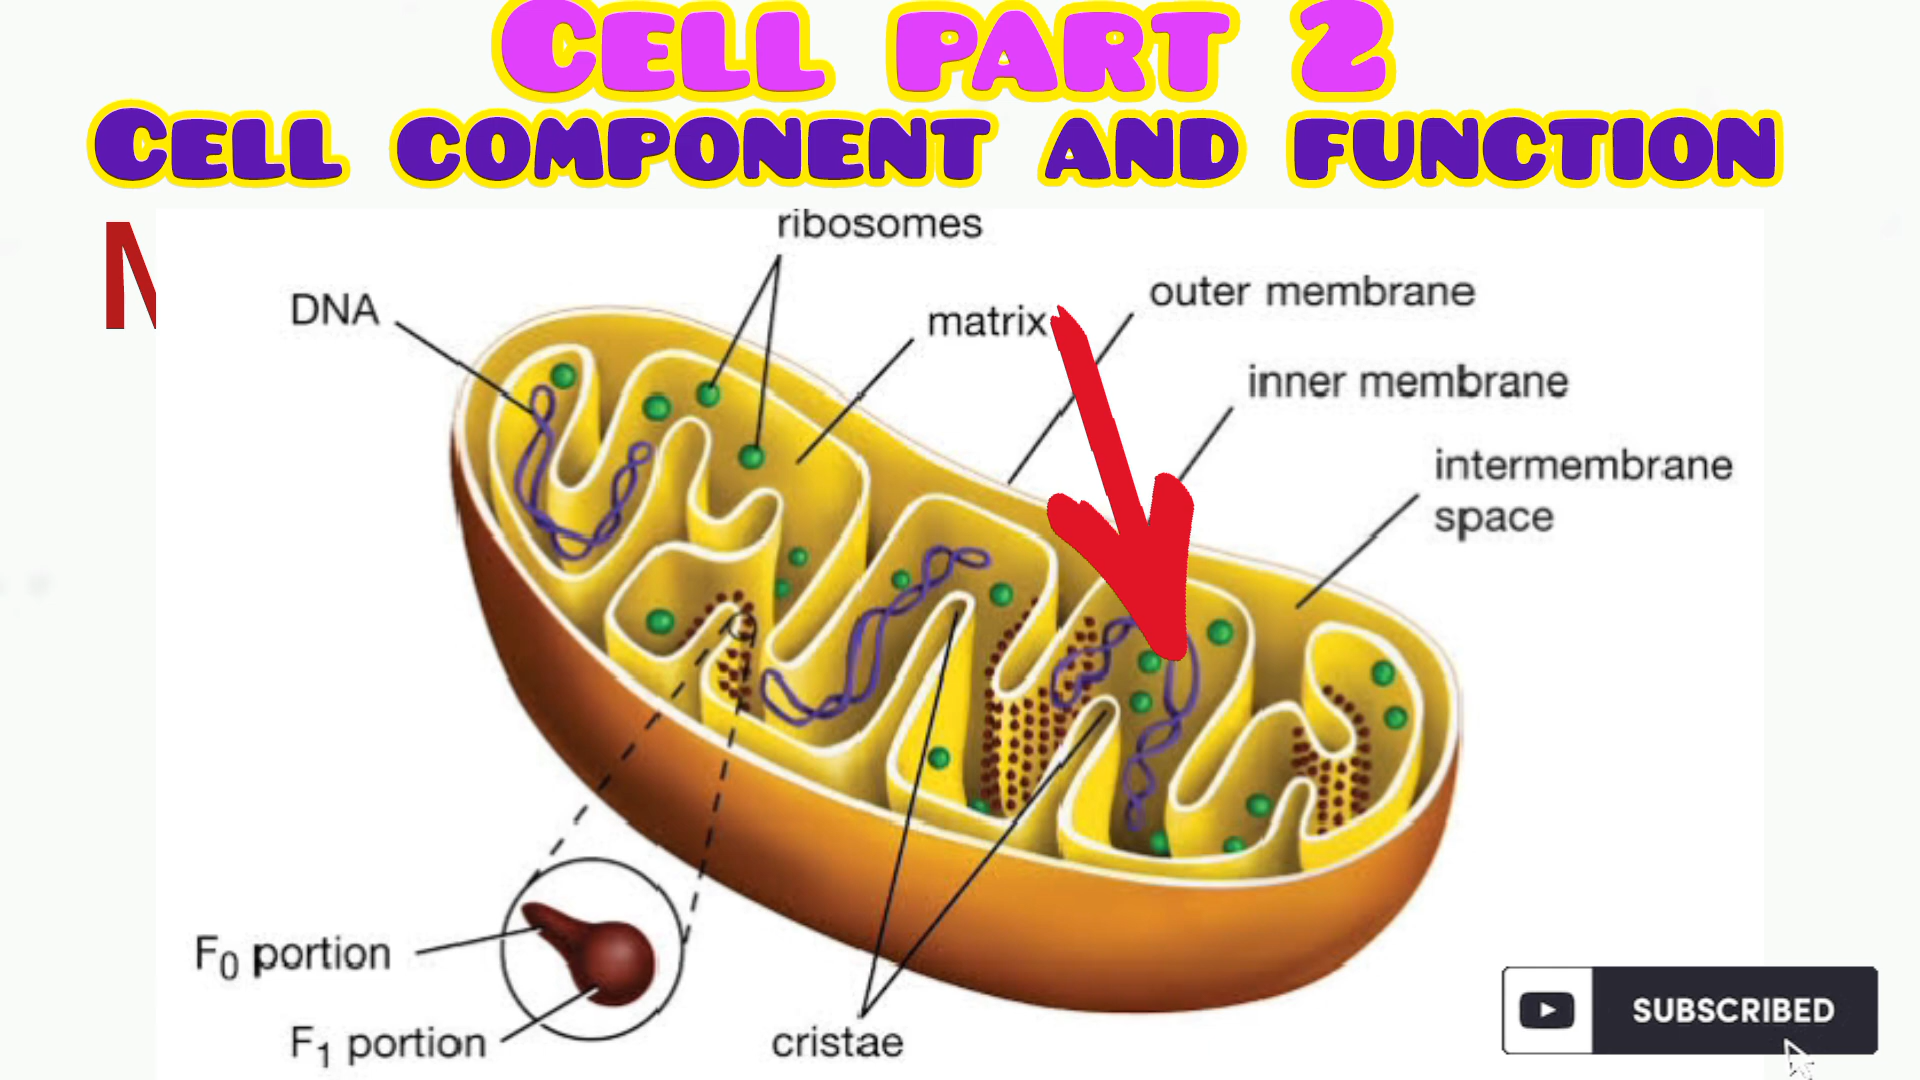 CELL PART 2
CELL COMPONENT AND FUNCTION
ribosomes
DNA
matrix
outer membrane
inner membrane
intermembrane
space
F0 portion
F1 portion
cristae
SUBSCRIBED